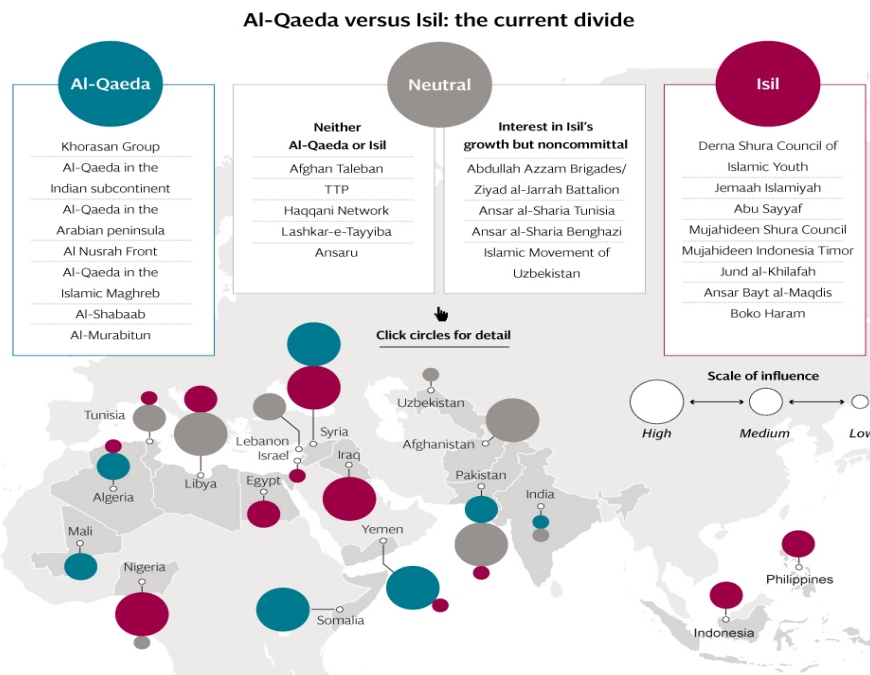 Al-Qaeda versus Isil: the current divide
Al-Qaeda
Khorasan Group
Al-Qaeda in the
Indian subcontinent
Al-Qaeda in the
Arabian peninsula
Al Nusrah Front
Al-Qaeda in the
Islamic Maghreb
Al-Shabaab
Al-Murabitun
Neutral
Neither
Al-Qaeda or Isil
Afghan Taleban
TTP
Haqqani Network
Lashkar-e-Tayyiba
Ansaru
Interest in Isil's
growth but noncommittal
Abdullah Azzam Brigades/
Ziyad al-Jarrah Battalion
Ansar al-Sharia Tunisia
Ansar al-Sharia Benghazi
Islamic Movement of
Uzbekistan
Isil
Derna Shura Council of
Islamic Youth
Jemaah Islamiyah
Abu Sayyaf
Mujahideen Shura Council
Mujahideen Indonesia Timor
Jund al-Khilafah
Ansar Bayt al-Maqdis
Boko Haram
Click circles for detail
Scale of influence
High
Medium
Low
Tunisia
Algeria
Libya
Mali
Nigeria
Egypt
Lebanon
Israel
Syria
Iraq
Yemen
Somalia
Uzbekistan
Afghanistan
Pakistan
India
Philippines
Indonesia